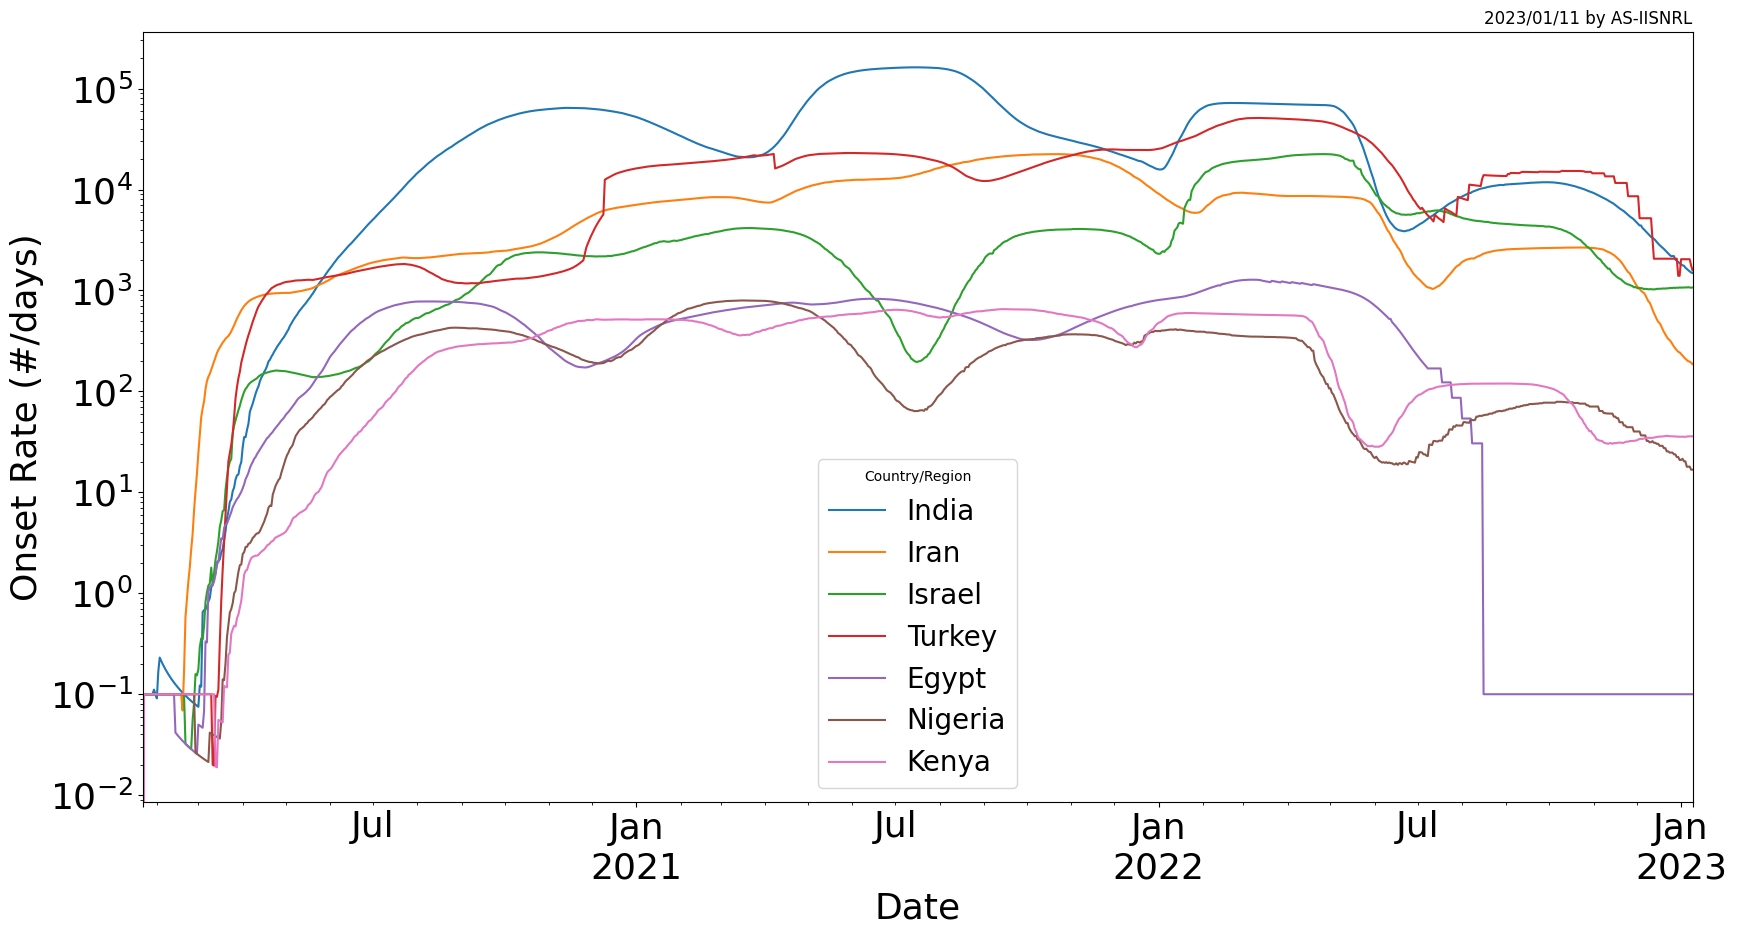 2023/01/11 by AS-IISNRL
Onset Rate (#/days)
10^5
10^4
10^3
10^2
10^1
10^0
10^−1
10^−2
Country/Region
India
Iran
Israel
Turkey
Egypt
Nigeria
Kenya
Jul
Jan
2021
Jul
Jan
2022
Jul
Jan
2023
Date